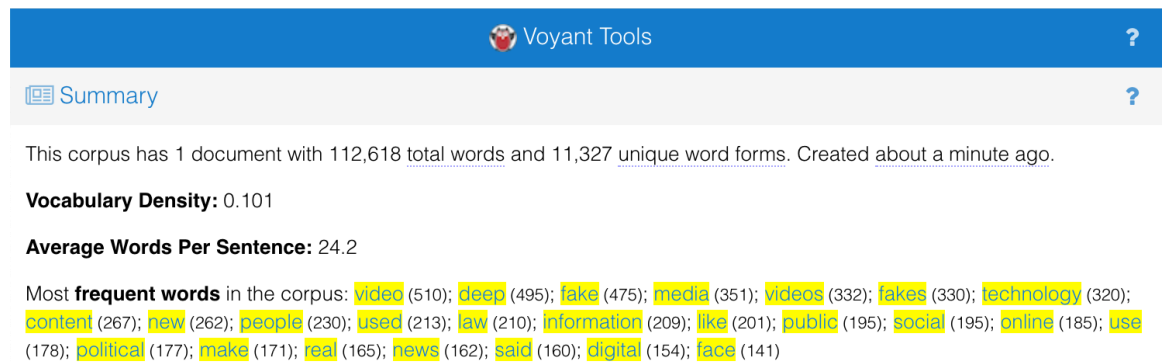 Voyant Tools ?
Summary ?
This corpus has 1 document with 112,618 total words and 11,327 unique word forms. Created about a minute ago.
Vocabulary Density: 0.101
Average Words Per Sentence: 24.2
Most frequent words in the corpus: video (510); deep (495); fake (475); media (351); videos (332); fakes (330); technology (320);
content (267); new (262); people (230); used (213); law (210); information (209); like (201); public (195); social (195); online (185); use
(178); political (177); make (171); real (165); news (162); said (160); digital (154); face (141)